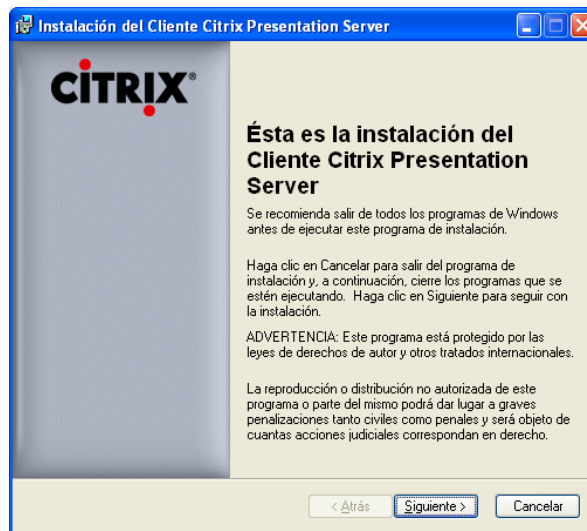 Instalación del Cliente Citrix Presentation Server
CİTRIX®
Ésta es la instalación del
Cliente Citrix Presentation
Server
Se recomienda salir de todos los programas de Windows
antes de ejecutar este programa de instalación.
Haga clic en Cancelar para salir del programa de
instalación y, a continuación, cierre los programas que se
estén ejecutando. Haga clic en Siguiente para seguir con
la instalación.
ADVERTENCIA: Este programa está protegido por las
leyes de derechos de autor y otros tratados internacionales.
La reproducción o distribución no autorizada de este
programa o parte del mismo podrá dar lugar a graves
penalizaciones tanto civiles como penales y será objeto de
cuantas acciones judiciales correspondan en derecho.
< Atrás Siguiente > Cancelar